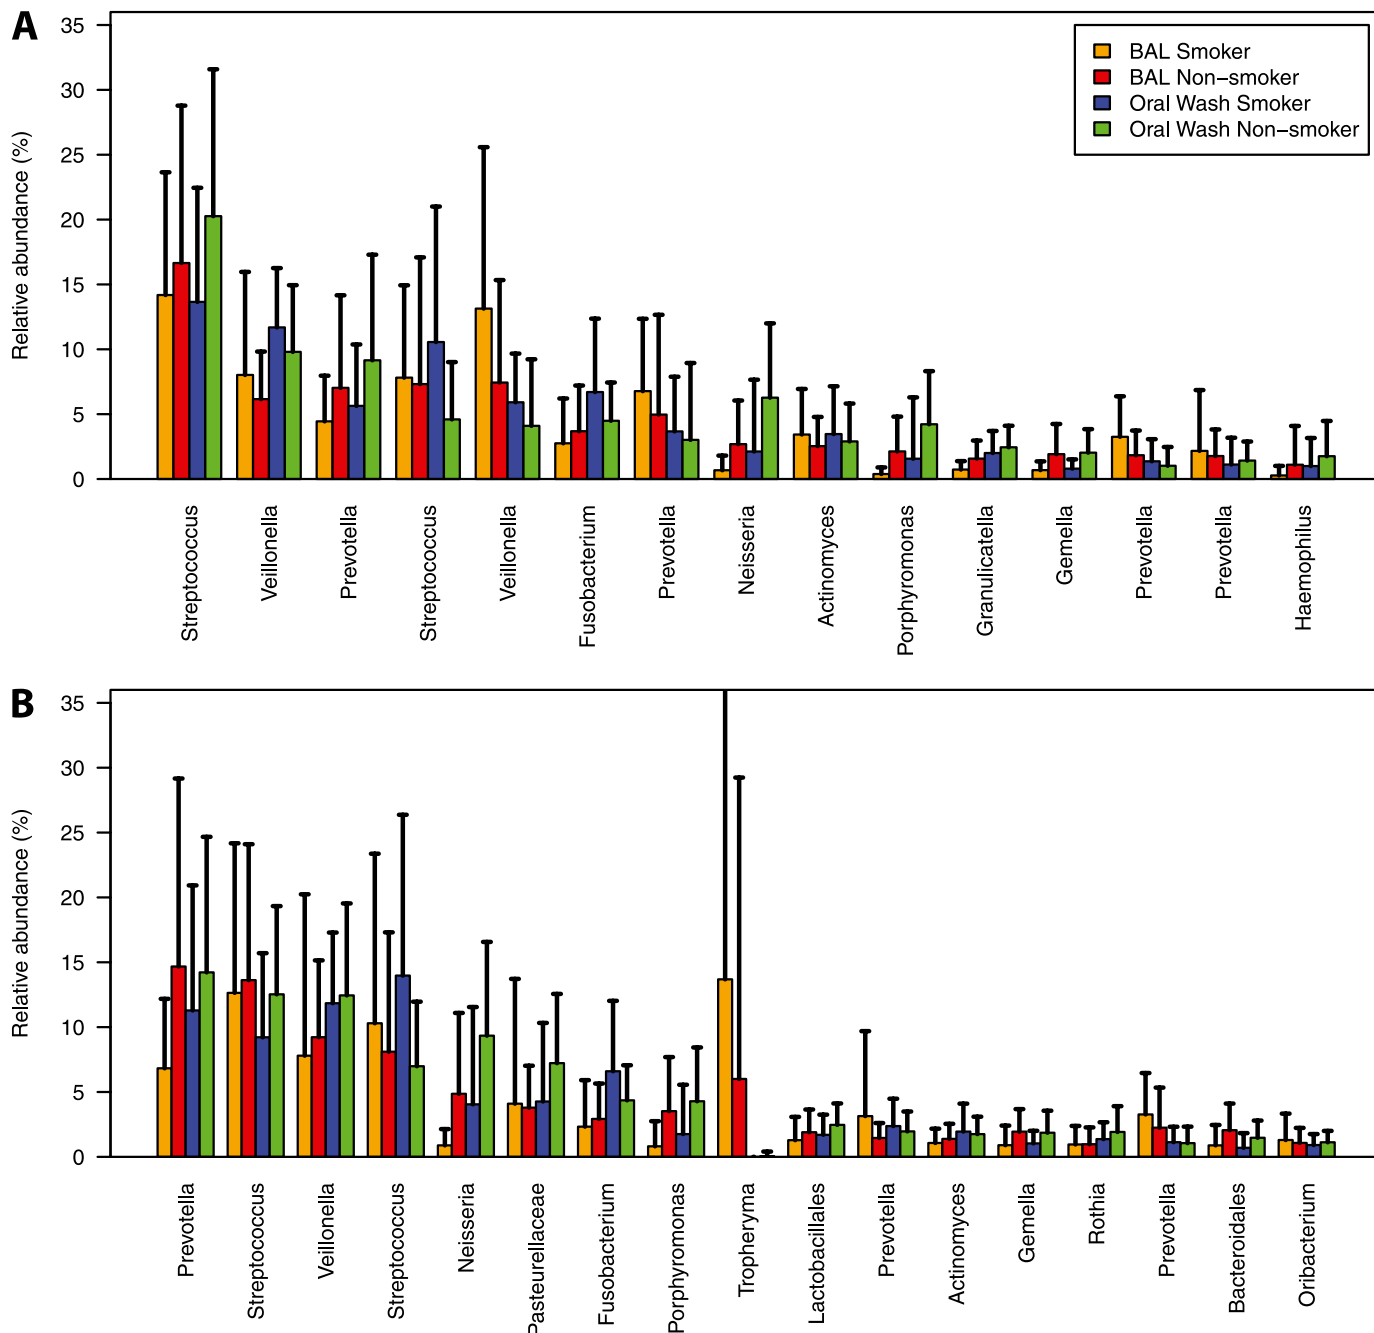 A
BAL Smoker
BAL Non-smoker
Oral Wash Smoker
Oral Wash Non-smoker
Relative abundance (%)
35
30
25
20
15
10
5
0
Streptococcus
Veillonella
Prevotella
Streptococcus
Veillonella
Fusobacterium
Prevotella
Neisseria
Actinomyces
Porphyromonas
Granulicatella
Gemella
Prevotella
Prevotella
Haemophilus
B
Relative abundance (%)
35
30
25
20
15
10
5
0
Prevotella
Streptococcus
Veillonella
Streptococcus
Neisseria
Pasteurellaceae
Fusobacterium
Porphyromonas
Tropheryma
Lactobacillales
Prevotella
Actinomyces
Gemella
Rothia
Prevotella
Bacteroidales
Oribacterium